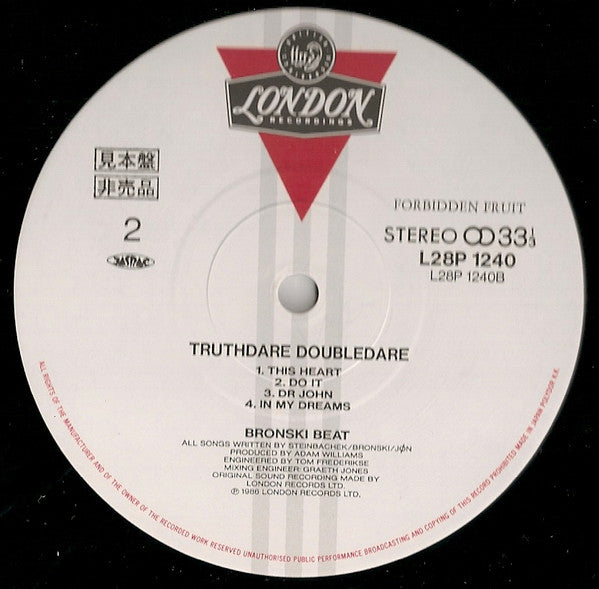 LONDON
RECORDINGS
見本盤
非売品
2
JASRAC
FORBIDDEN FRUIT
STEREO 33 1/3
L28P 1240
L28P 1240B
TRUTHDARE DOUBLEDARE
1. THIS HEART
2. DO IT
3. DR JOHN
4. IN MY DREAMS
BRONSKI BEAT
ALL SONGS WRITTEN BY STEINBACHEK/BRONSKI/JØN
PRODUCED BY ADAM WILLIAMS
ENGINEERED BY TOM FREDERIKSE
MIXING ENGINEER: GRAETH JONES
ORIGINAL SOUND RECORDING MADE BY
LONDON RECORDS LTD.
℗ 1986 LONDON RECORDS LTD.
ALL RIGHTS OF THE MANUFACTURER AND OF THE OWNER OF THE RECORDED WORK RESERVED UNAUTHORISED PUBLIC PERFORMANCE BROADCASTING AND COPYING OF THIS RECORD PROHIBITED MADE IN JAPAN POLYDOR K.K.